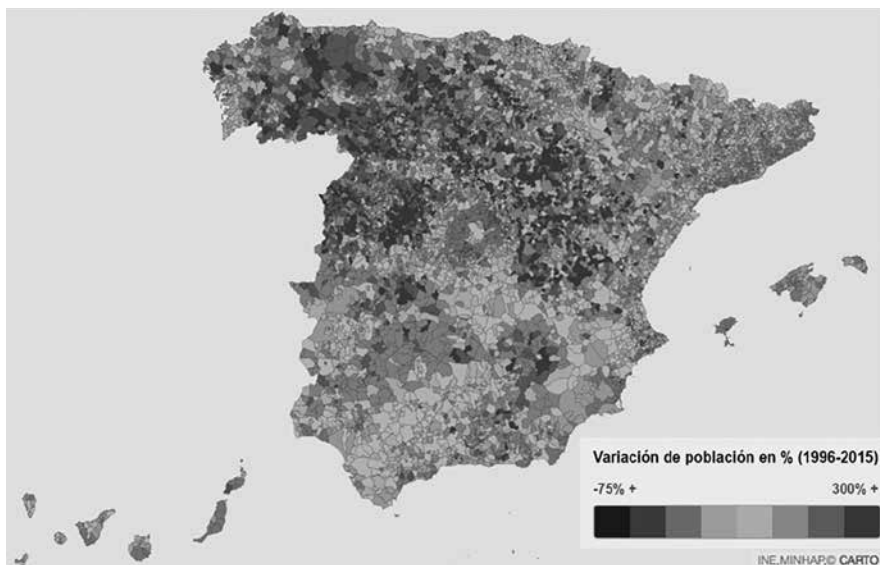 Variación de población en % (1996-2015)
-75% + 300% +
INE,MINHAP,© CARTO